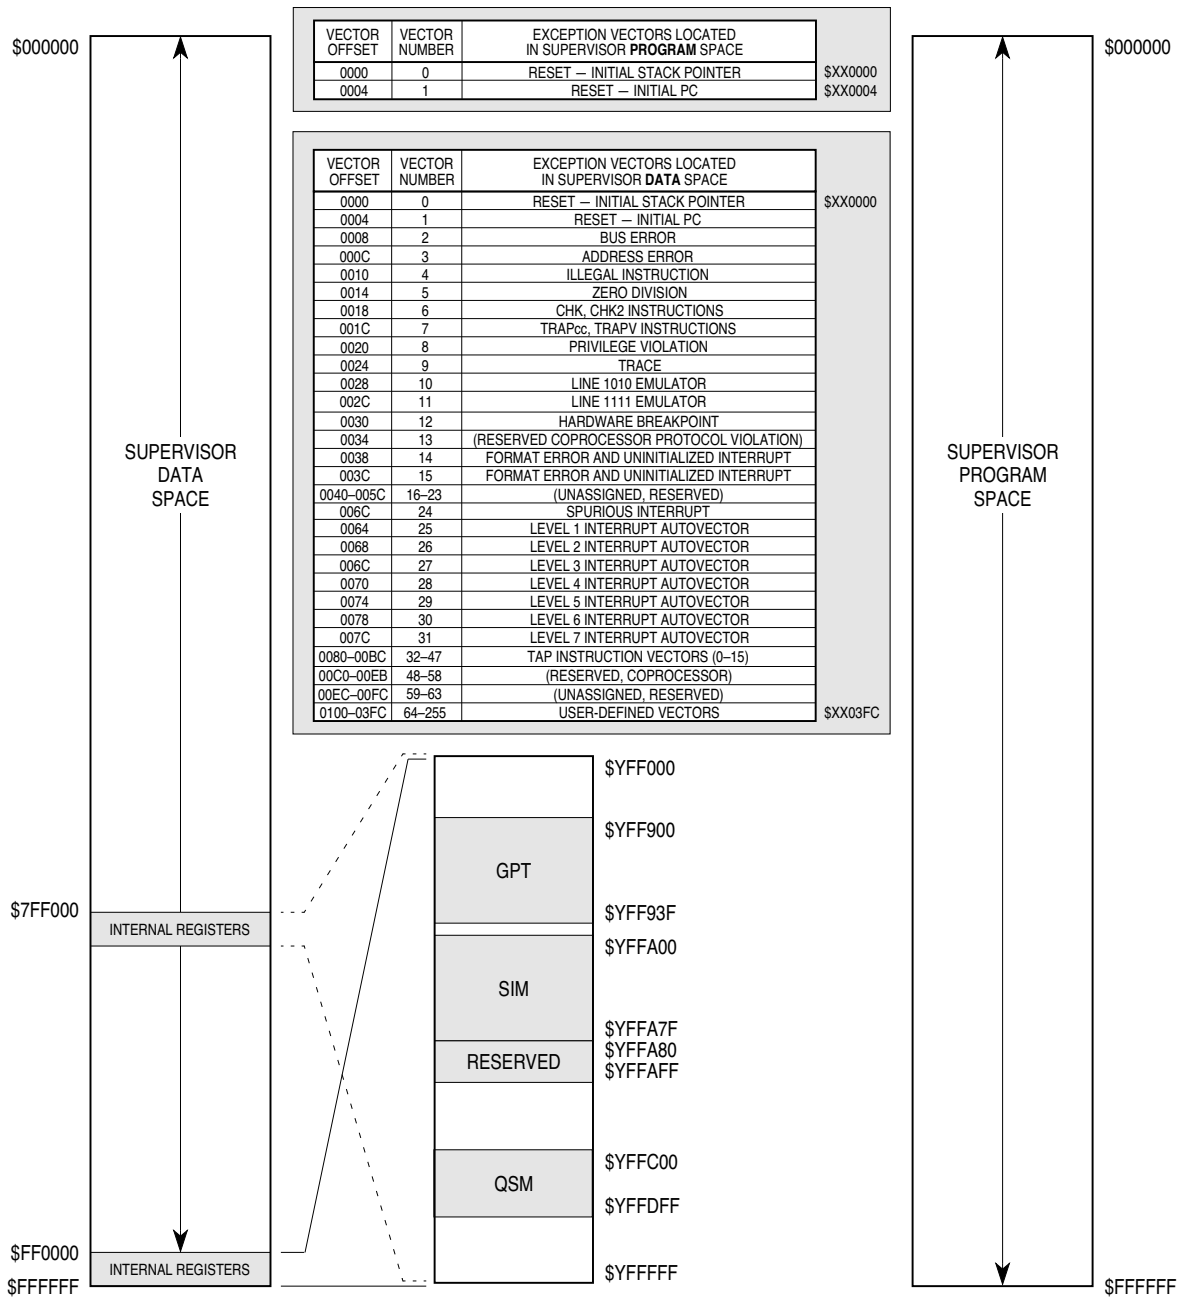 $000000
VECTOR OFFSET VECTOR NUMBER EXCEPTION VECTORS LOCATED IN SUPERVISOR PROGRAM SPACE
0000 0 RESET — INITIAL STACK POINTER $XX0000
0004 1 RESET — INITIAL PC $XX0004
$000000
VECTOR OFFSET VECTOR NUMBER EXCEPTION VECTORS LOCATED IN SUPERVISOR DATA SPACE
0000 0 RESET — INITIAL STACK POINTER $XX0000
0004 1 RESET — INITIAL PC
0008 2 BUS ERROR
000C 3 ADDRESS ERROR
0010 4 ILLEGAL INSTRUCTION
0014 5 ZERO DIVISION
0018 6 CHK, CHK2 INSTRUCTIONS
001C 7 TRAPcc, TRAPV INSTRUCTIONS
0020 8 PRIVILEGE VIOLATION
0024 9 TRACE
0028 10 LINE 1010 EMULATOR
002C 11 LINE 1111 EMULATOR
0030 12 HARDWARE BREAKPOINT
0034 13 (RESERVED COPROCESSOR PROTOCOL VIOLATION)
0038 14 FORMAT ERROR AND UNINITIALIZED INTERRUPT
003C 15 FORMAT ERROR AND UNINITIALIZED INTERRUPT
0040–005C 16–23 (UNASSIGNED, RESERVED)
006C 24 SPURIOUS INTERRUPT
0064 25 LEVEL 1 INTERRUPT AUTOVECTOR
0068 26 LEVEL 2 INTERRUPT AUTOVECTOR
006C 27 LEVEL 3 INTERRUPT AUTOVECTOR
0070 28 LEVEL 4 INTERRUPT AUTOVECTOR
0074 29 LEVEL 5 INTERRUPT AUTOVECTOR
0078 30 LEVEL 6 INTERRUPT AUTOVECTOR
007C 31 LEVEL 7 INTERRUPT AUTOVECTOR
0080–00BC 32–47 TAP INSTRUCTION VECTORS (0–15)
00C0–00EB 48–58 (RESERVED, COPROCESSOR)
00EC–00FC 59–63 (UNASSIGNED, RESERVED)
0100–03FC 64–255 USER-DEFINED VECTORS $XX03FC
SUPERVISOR
DATA
SPACE
SUPERVISOR
PROGRAM
SPACE
$7FF000
INTERNAL REGISTERS
$FF0000
INTERNAL REGISTERS
$FFFFFF
$YFF000
$YFF900
GPT
$YFF93F
$YFFA00
SIM
$YFFA7F
$YFFA80
RESERVED
$YFFAFF
$YFFC00
QSM
$YFFDFF
$YFFFFF
$FFFFFF